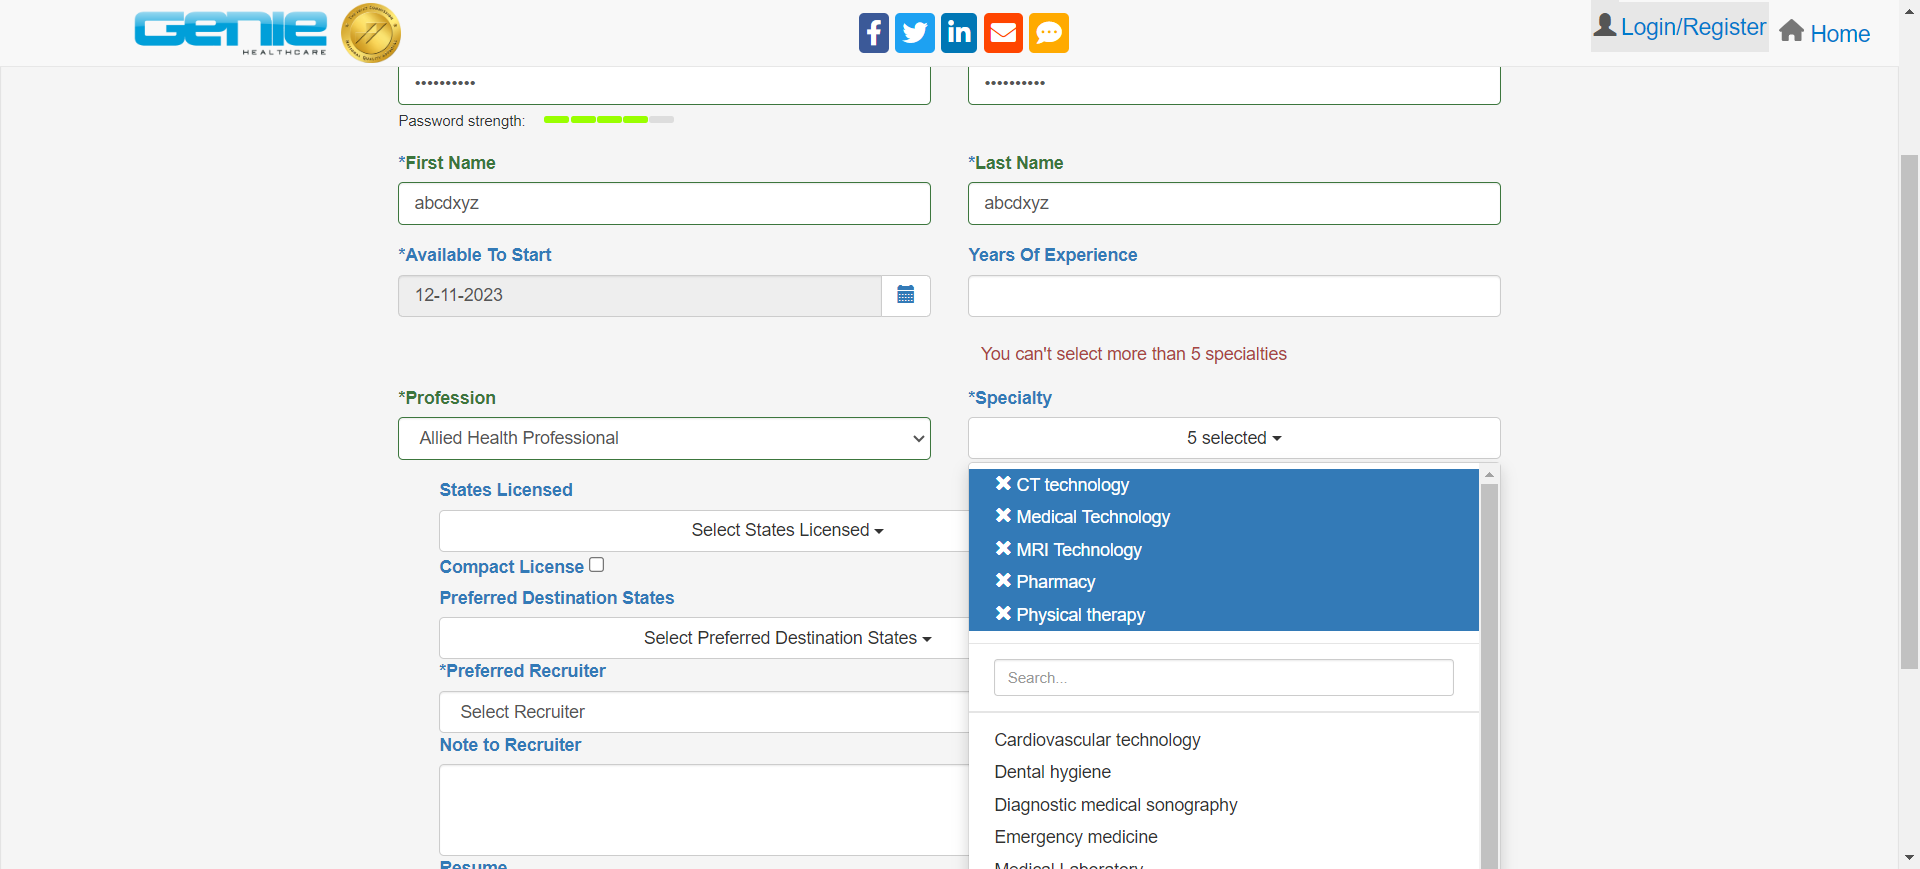 GENIE
HEALTHCARE
Login/Register
Home
••••••••••
••••••••••
Password strength:
*First Name
*Last Name
abcdxyz
abcdxyz
*Available To Start
Years Of Experience
12-11-2023
You can't select more than 5 specialties
*Profession
*Specialty
Allied Health Professional
5 selected
States Licensed
Select States Licensed
Compact License
Preferred Destination States
Select Preferred Destination States
*Preferred Recruiter
Select Recruiter
Note to Recruiter
Resume
CT technology
Medical Technology
MRI Technology
Pharmacy
Physical therapy
Search...
Cardiovascular technology
Dental hygiene
Diagnostic medical sonography
Emergency medicine
Medical Laboratory